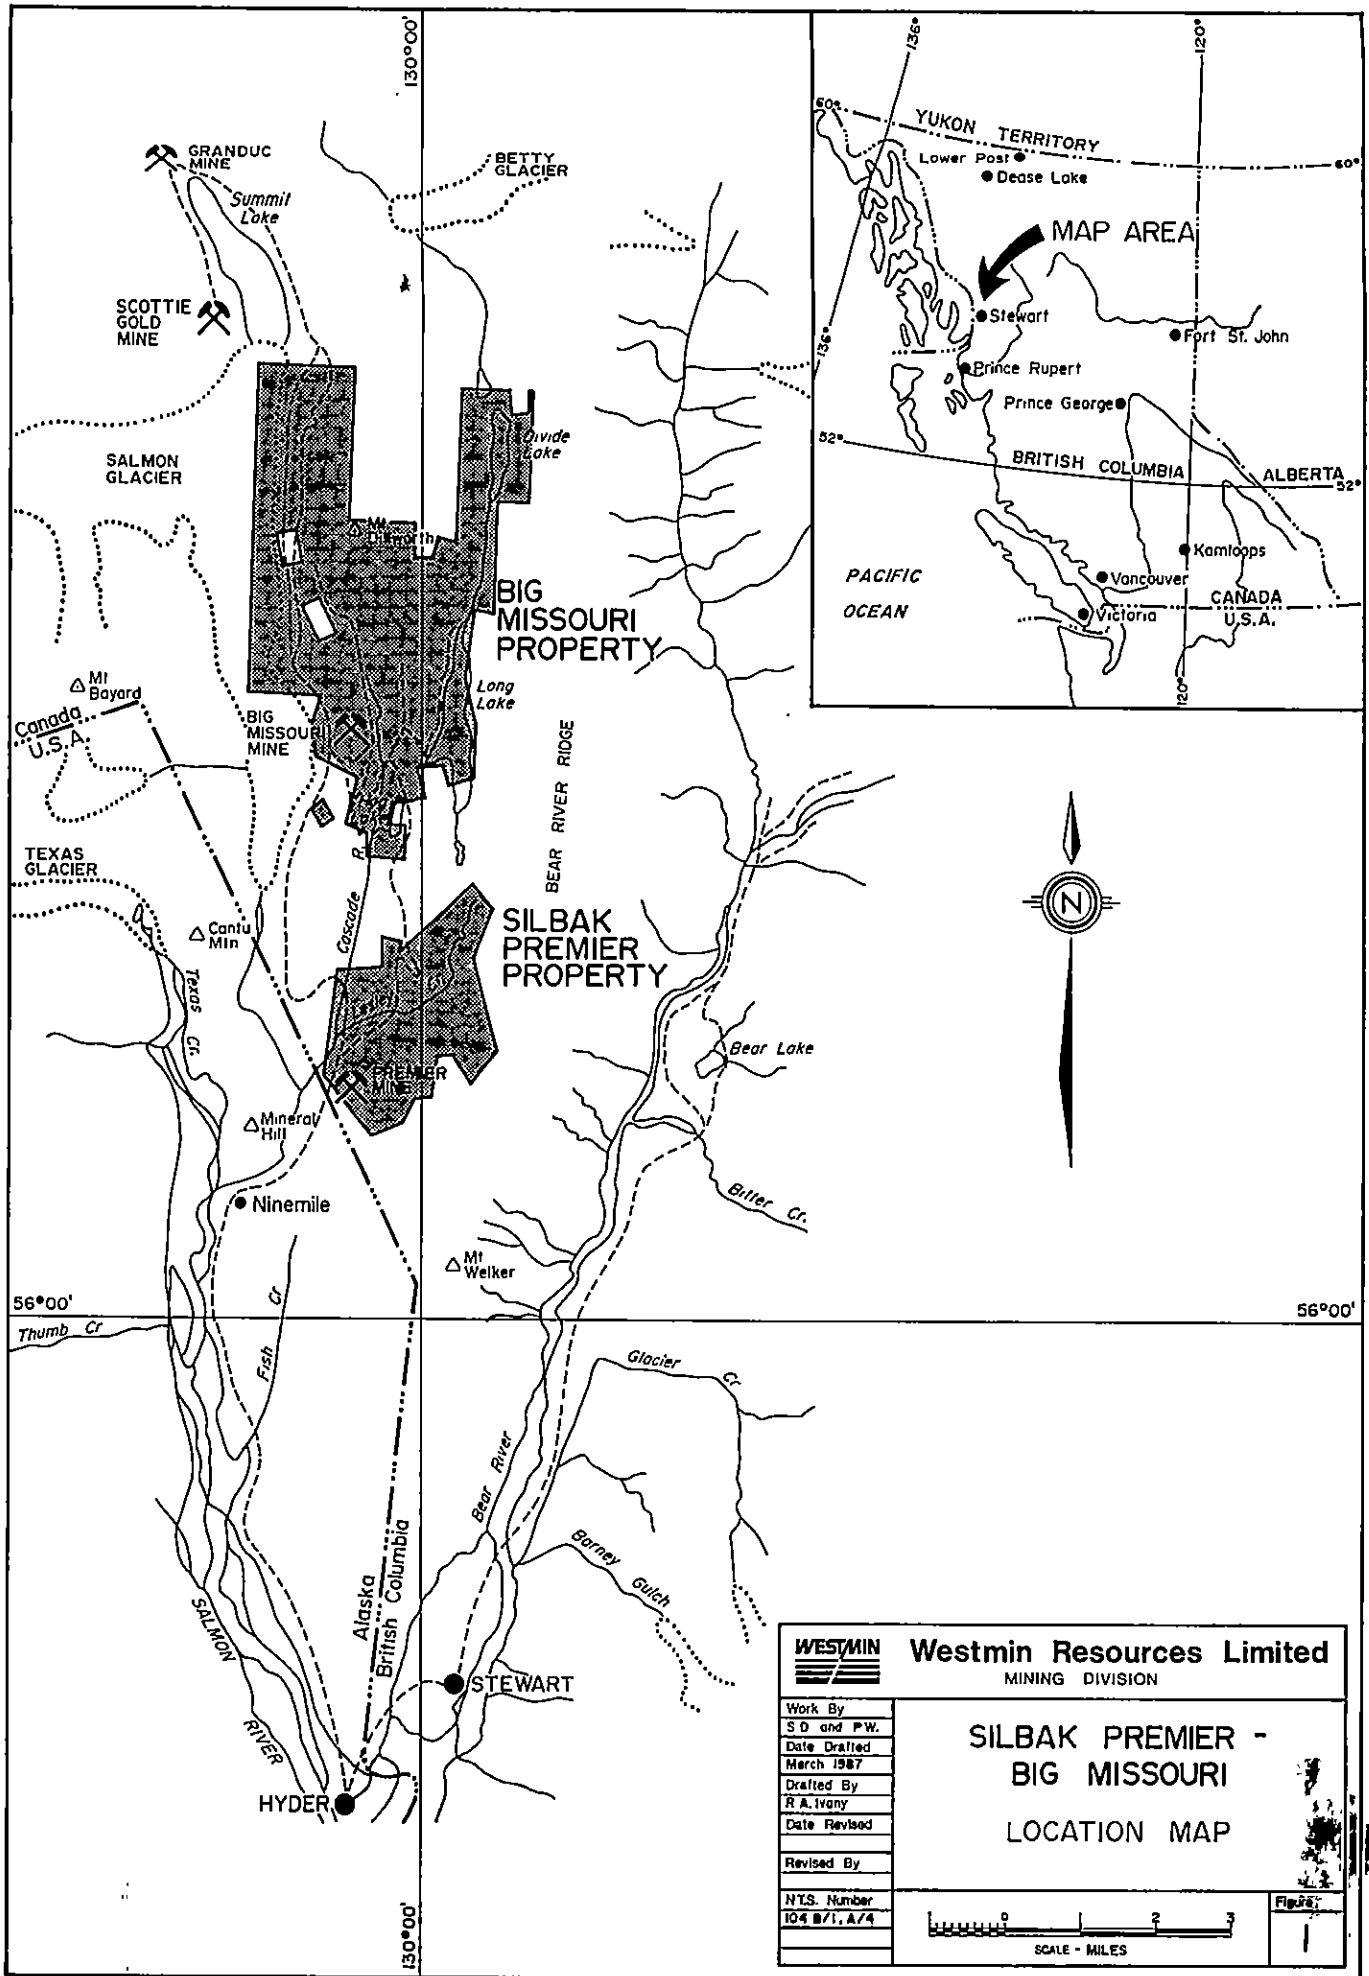 130°00'
GRANDUC
MINE
Summit
Lake
BETTY
GLACIER
SCOTTIE
GOLD
MINE
SALMON
GLACIER
Divide
Lake
Mt
Dilworth
BIG
MISSOURI
PROPERTY
Mt
Bayard
Long
Lake
Canada
U.S.A.
BIG
MISSOURI
MINE
BEAR RIVER RIDGE
TEXAS
GLACIER
Cascade
R.
Cantu
Mtn
SILBAK
PREMIER
PROPERTY
Texas
Cr.
Bear Lake
PREMIER
MINE
Mineral
Hill
Ninemile
Bitter Cr.
Mt
Welker
56°00'
56°00'
Thumb Cr
Fish Cr
Glacier Cr
Bear River
Barney Gulch
Alaska
British Columbia
SALMON
RIVER
STEWART
HYDER
130°00'
136°
120°
60°
YUKON TERRITORY
Lower Post
60°
Dease Lake
MAP AREA
Stewart
Fort St. John
136°
Prince Rupert
Prince George
52°
BRITISH COLUMBIA
ALBERTA
52°
Kamloops
PACIFIC
OCEAN
Vancouver
CANADA
U.S.A.
Victoria
120°
N
WESTMIN
Westmin Resources Limited
MINING DIVISION
Work By
S D and P W.
Date Drafted
March 1987
Drafted By
R A. Ivany
Date Revised
Revised By
N.T.S. Number
104 B/1, A/4
SILBAK PREMIER -
BIG MISSOURI
LOCATION MAP
1 0 1 2 3
SCALE - MILES
Figure
1